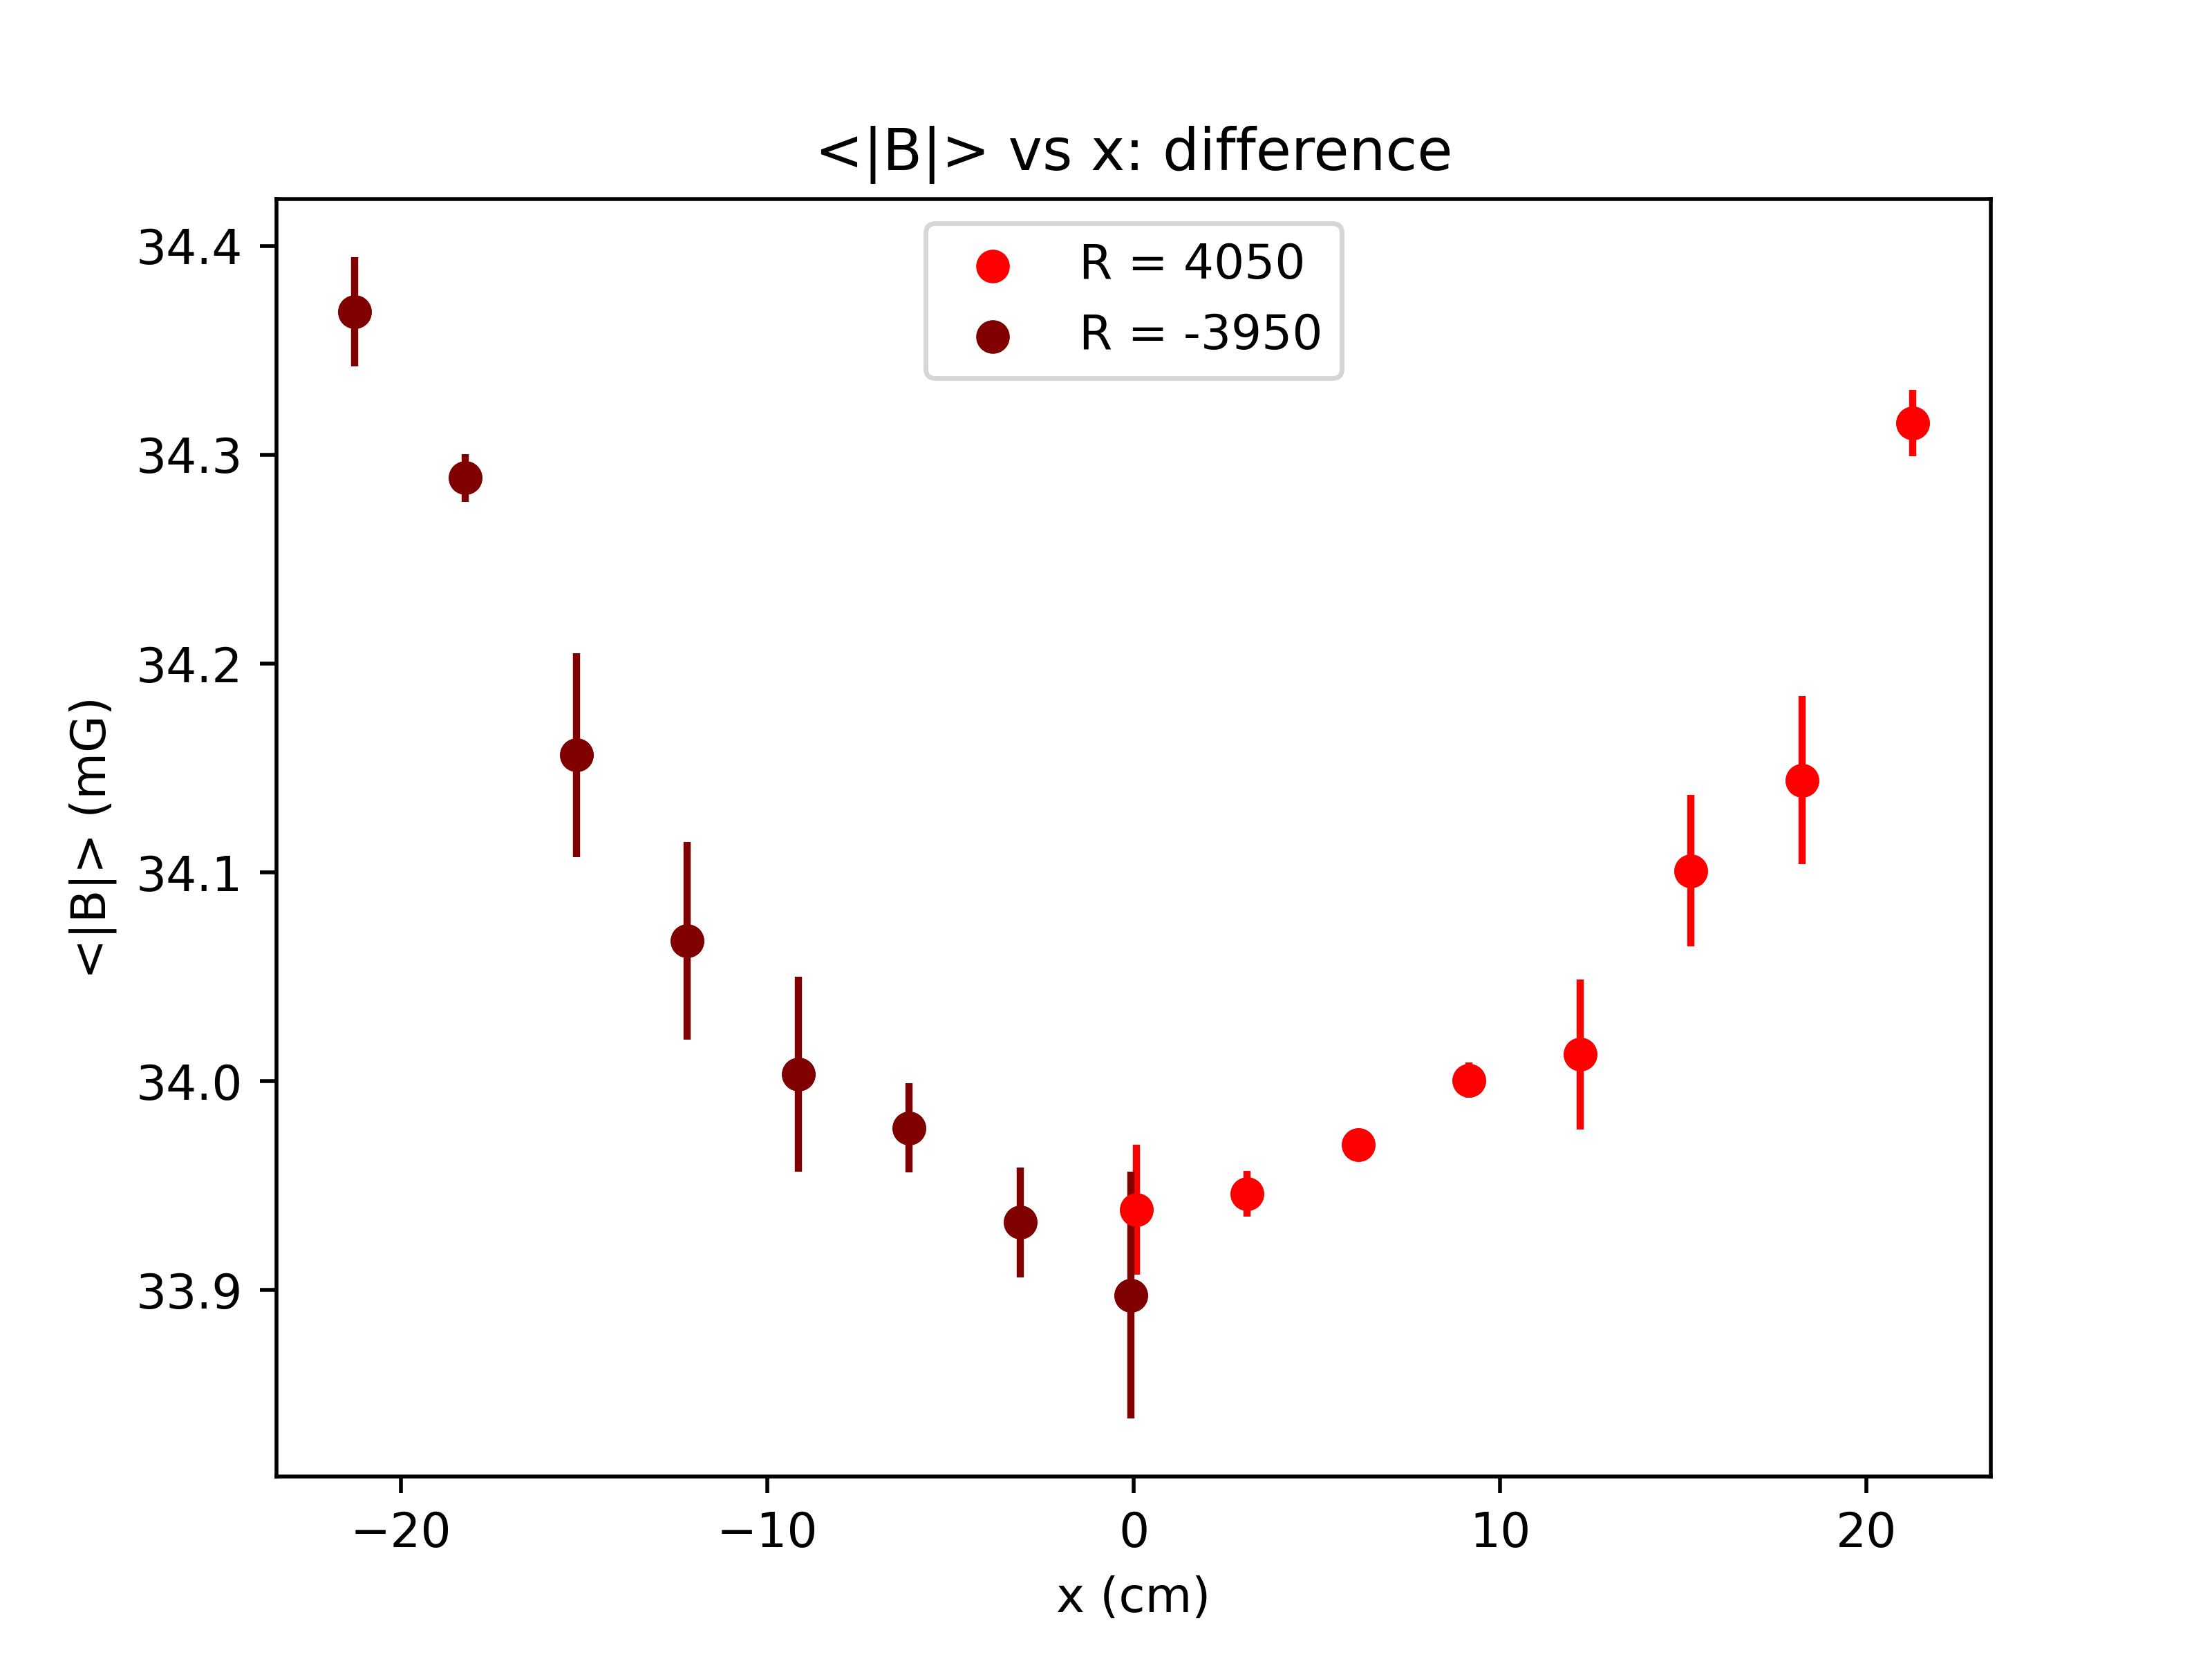 <|B|> vs x: difference
R = 4050
R = -3950
34.4
34.3
34.2
34.1
34.0
33.9
<|B|> (mG)
−20 −10 0 10 20
x (cm)